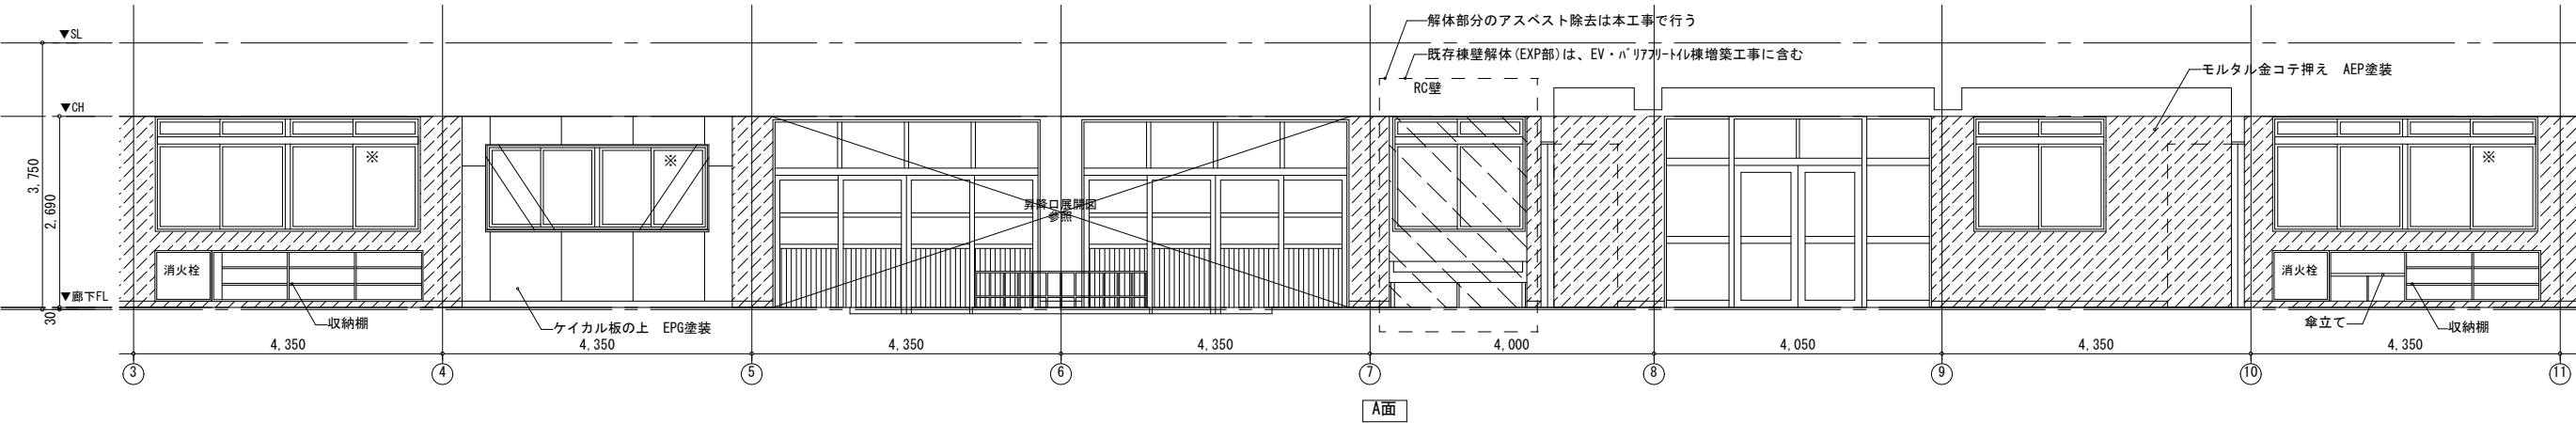 解体部分のアスベスト除去は本工事で行う
▼SL
既存棟壁解体(EXP部)は、EV・バリアフリートイレ棟増築工事に含む
モルタル金コテ押え AEP塗装
RC壁
▼CH
※
※
※
3,750
2,690
昇降口展開図
参照
消火栓
消火栓
▼廊下FL
30
収納棚
ケイカル板の上 EPG塗装
傘立て
収納棚
4,350
4,350
4,350
4,350
4,000
4,050
4,350
4,350
3
4
5
6
7
8
9
10
11
A面